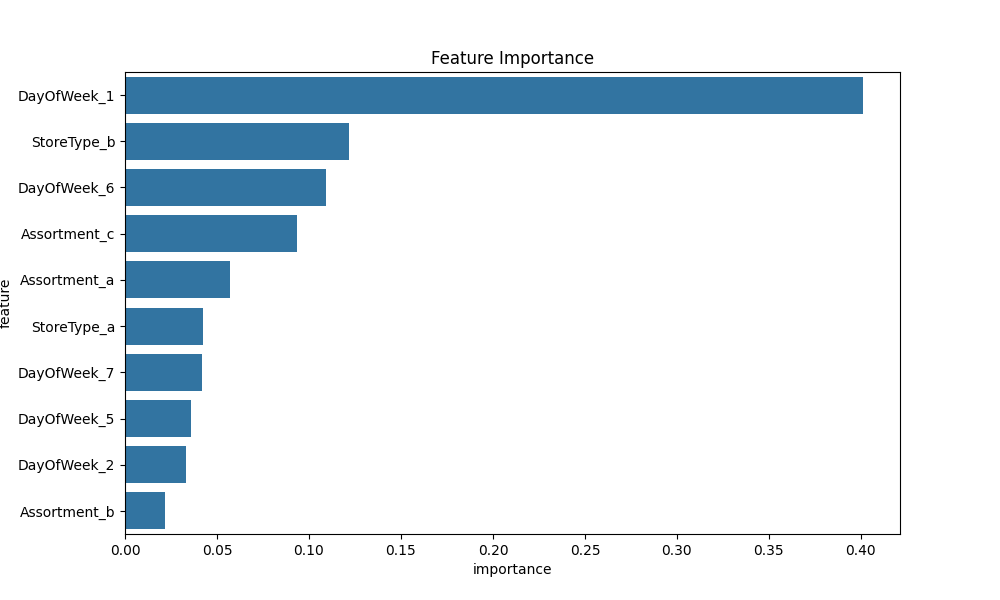 Feature Importance
DayOfWeek_1
StoreType_b
DayOfWeek_6
Assortment_c
Assortment_a
StoreType_a
DayOfWeek_7
DayOfWeek_5
DayOfWeek_2
Assortment_b
feature
0.00 0.05 0.10 0.15 0.20 0.25 0.30 0.35 0.40
importance